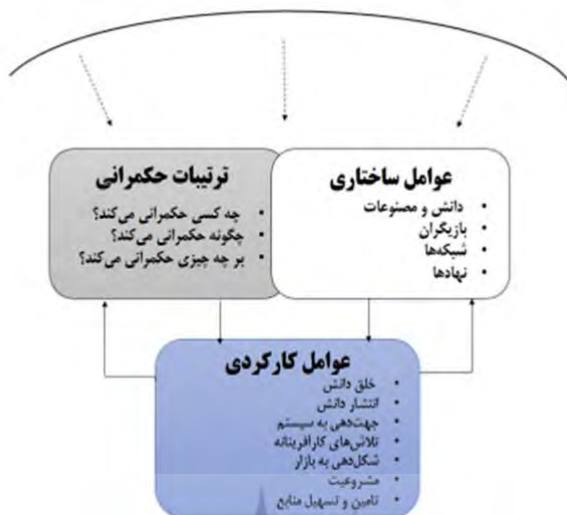 عوامل ساختاری
دانش و مصنوعات
بازیگران
شبکه‌ها
نهادها
ترتیبات حکمرانی
چه کسی حکمرانی می‌کند؟
چگونه حکمرانی می‌کند؟
بر چه چیزی حکمرانی می‌کند؟
عوامل کارکردی
خلق دانش
انتشار دانش
جهت‌دهی به سیستم
تلاش‌های کارآفرینانه
شکل‌دهی به بازار
مشروعیت
تامین و تسهیل منابع